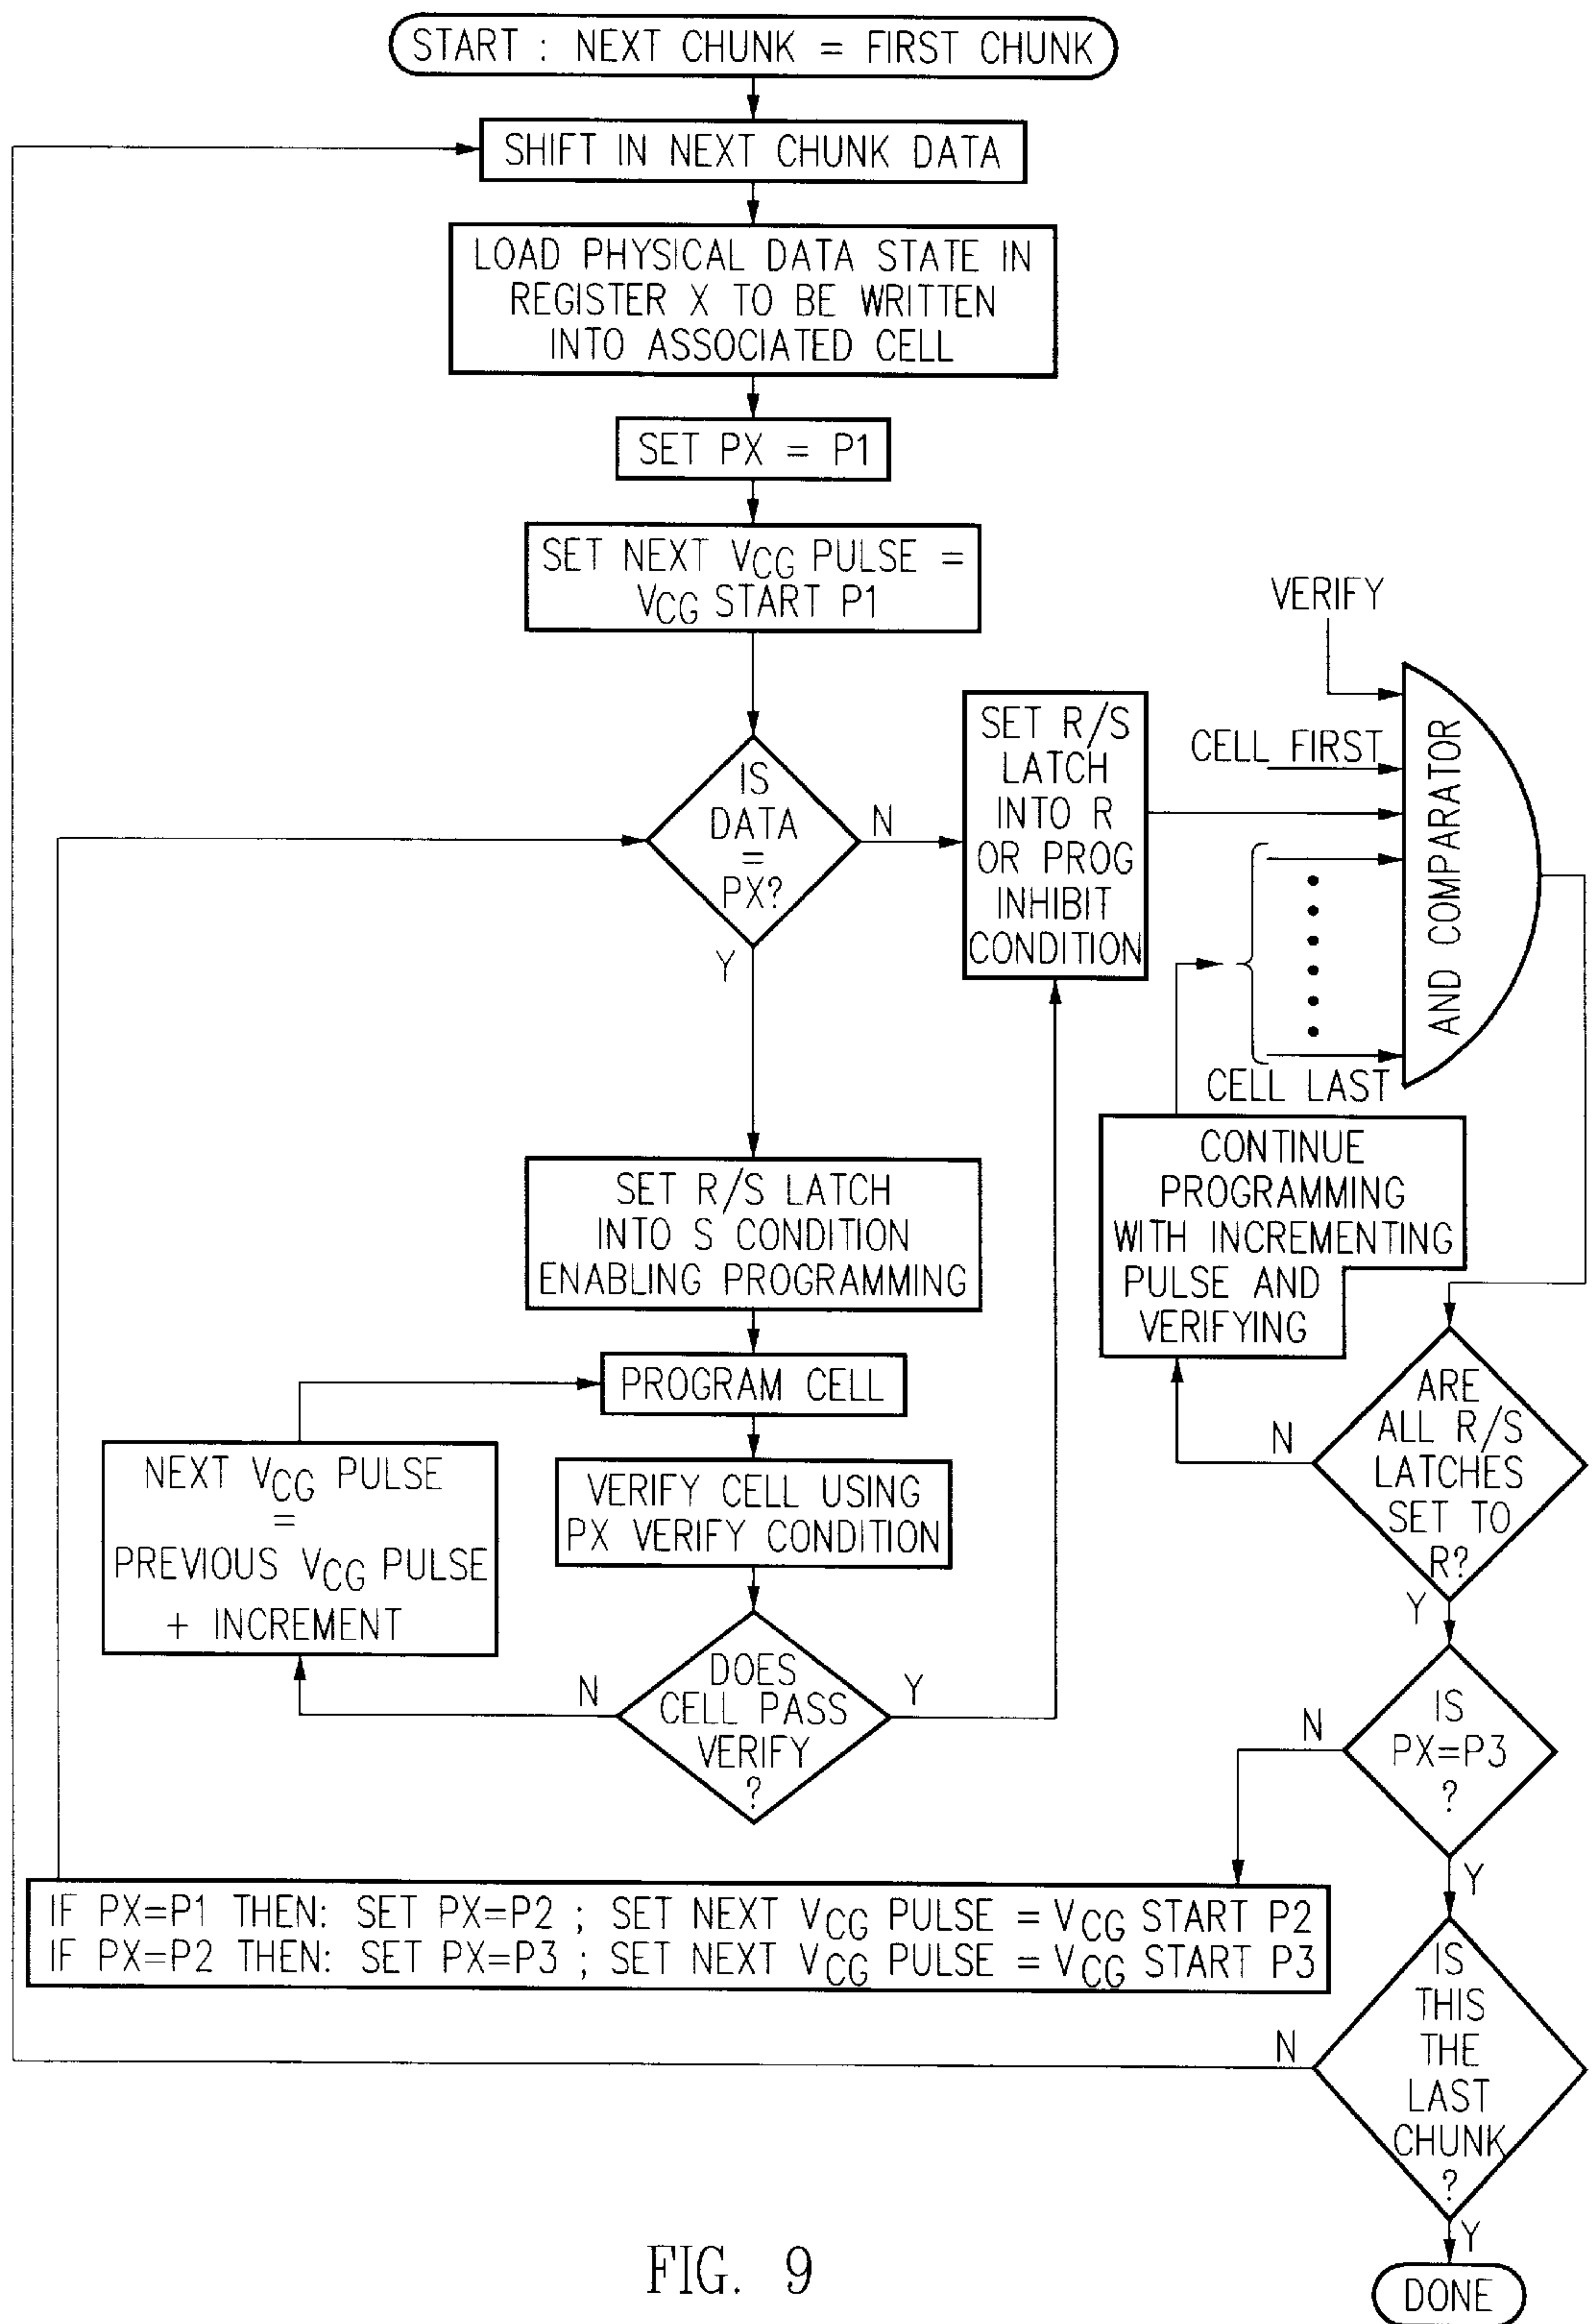 START : NEXT CHUNK = FIRST CHUNK
SHIFT IN NEXT CHUNK DATA
LOAD PHYSICAL DATA STATE IN
REGISTER X TO BE WRITTEN
INTO ASSOCIATED CELL
SET PX = P1
SET NEXT VCG PULSE =
VCG START P1
VERIFY
CELL FIRST
CELL LAST
AND COMPARATOR
IS
DATA
=
PX?
N
Y
SET R/S
LATCH
INTO R
OR PROG
INHIBIT
CONDITION
SET R/S LATCH
INTO S CONDITION
ENABLING PROGRAMMING
CONTINUE
PROGRAMMING
WITH INCREMENTING
PULSE AND
VERIFYING
PROGRAM CELL
VERIFY CELL USING
PX VERIFY CONDITION
NEXT VCG PULSE
=
PREVIOUS VCG PULSE
+ INCREMENT
DOES
CELL PASS
VERIFY
?
N
Y
ARE
ALL R/S
LATCHES
SET TO
R?
N
Y
IS
PX=P3
?
N
Y
IF PX=P1 THEN: SET PX=P2 ; SET NEXT VCG PULSE = VCG START P2
IF PX=P2 THEN: SET PX=P3 ; SET NEXT VCG PULSE = VCG START P3
IS
THIS
THE
LAST
CHUNK
?
N
Y
DONE
FIG. 9